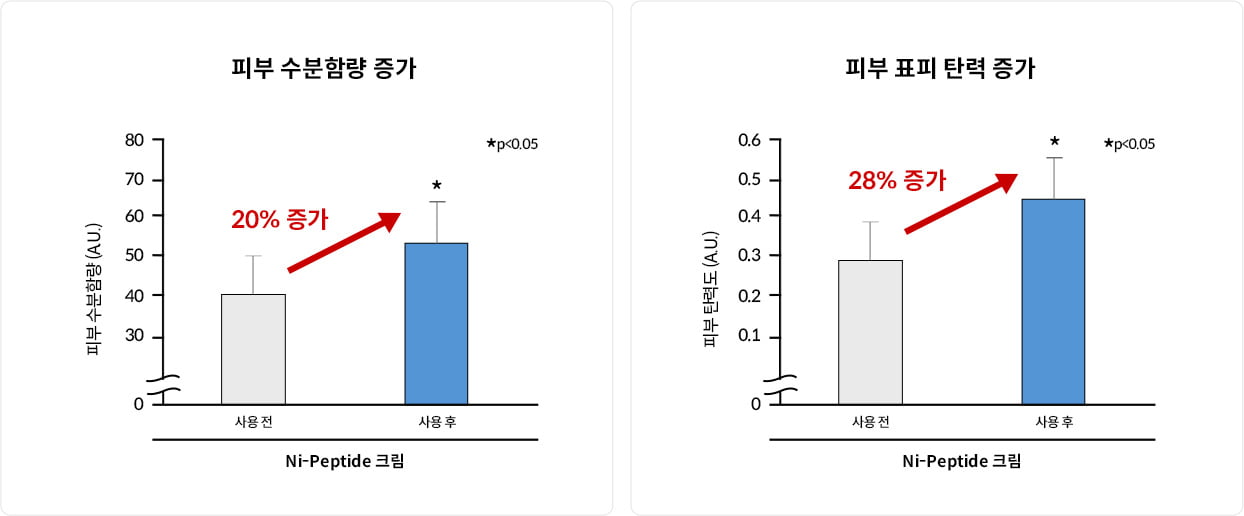 피부 수분함량 증가
*p<0.05
20% 증가
*
피부 수분함량 (A.U.)
80
70
60
50
40
30
0
사용 전
사용 후
Ni-Peptide 크림
피부 표피 탄력 증가
*p<0.05
28% 증가
*
피부 탄력도 (A.U.)
0.6
0.5
0.4
0.3
0.2
0.1
0
사용 전
사용 후
Ni-Peptide 크림